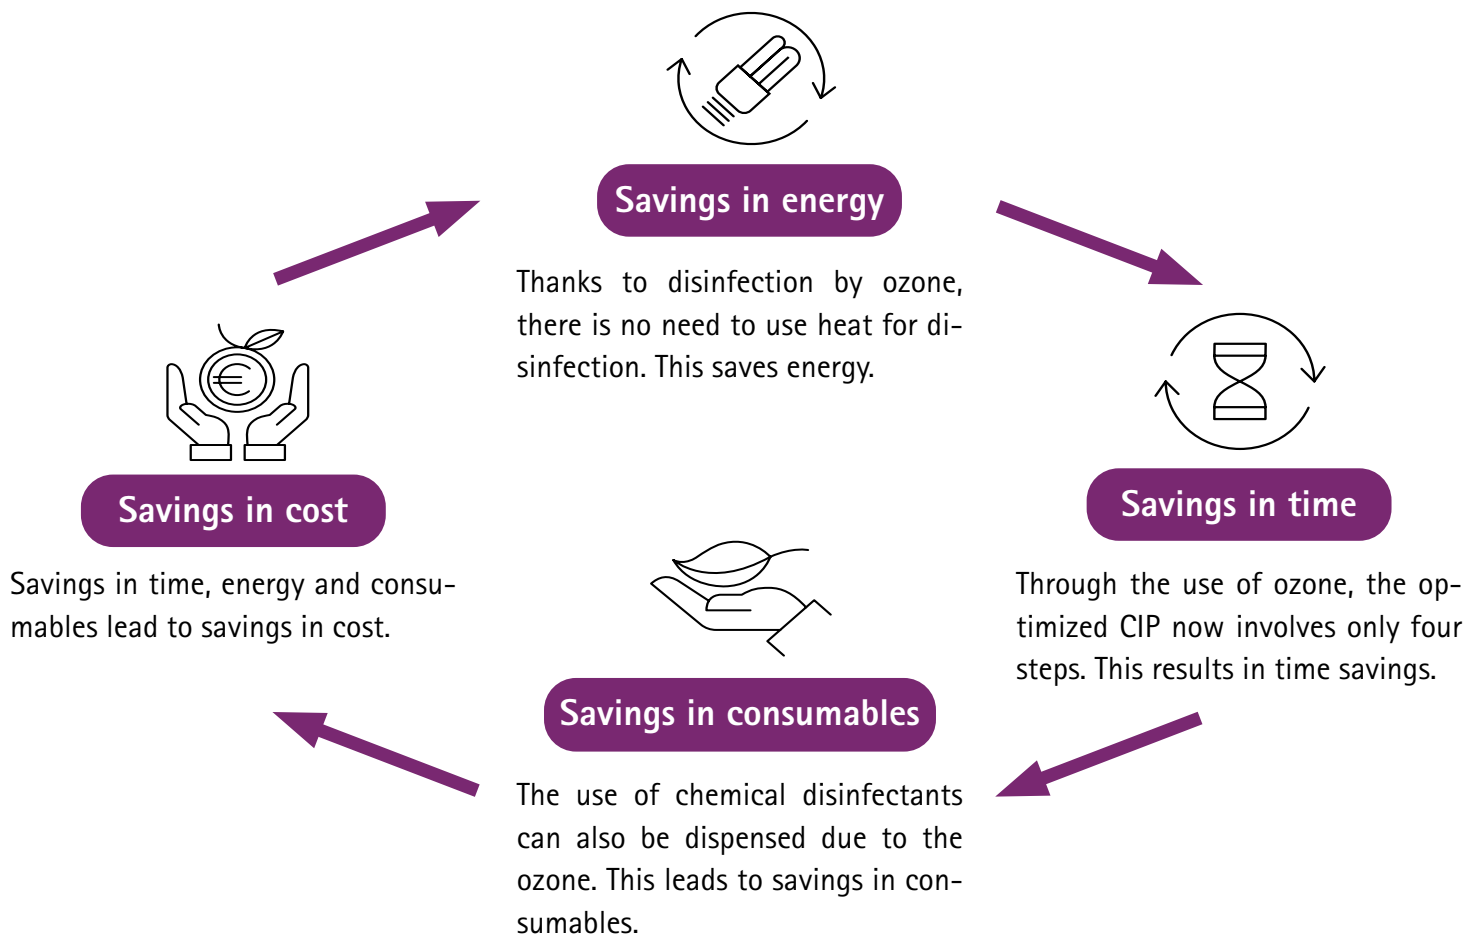 Savings in energy
Thanks to disinfection by ozone,
there is no need to use heat for di-
sinfection. This saves energy.
Savings in time
Through the use of ozone, the op-
timized CIP now involves only four
steps. This results in time savings.
Savings in consumables
The use of chemical disinfectants
can also be dispensed due to the
ozone. This leads to savings in con-
sumables.
Savings in cost
Savings in time, energy and consu-
mables lead to savings in cost.